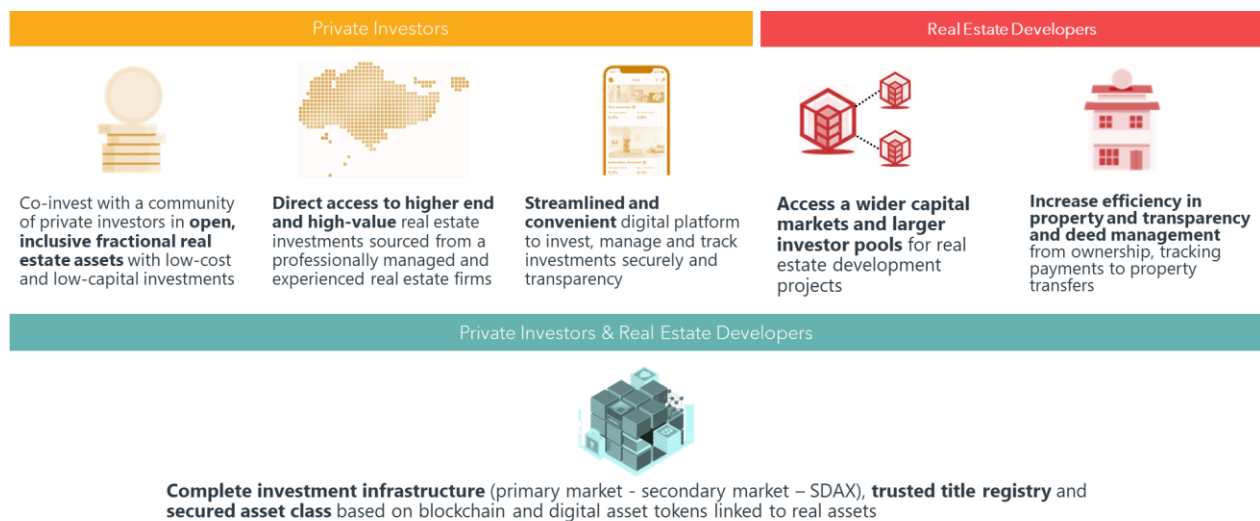 Private Investors
Real Estate Developers
Co-invest with a community
of private investors in open,
inclusive fractional real
estate assets with low-cost
and low-capital investments
Direct access to higher end
and high-value real estate
investments sourced from a
professionally managed and
experienced real estate firms
Streamlined and
convenient digital platform
to invest, manage and track
investments securely and
transparency
Access a wider capital
markets and larger
investor pools for real
estate development
projects
Increase efficiency in
property and transparency
and deed management
from ownership, tracking
payments to property
transfers
Private Investors & Real Estate Developers
Complete investment infrastructure (primary market - secondary market – SDAX), trusted title registry and
secured asset class based on blockchain and digital asset tokens linked to real assets